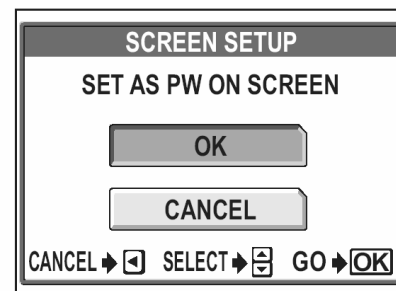 SCREEN SETUP
SET AS PW ON SCREEN
OK
CANCEL
CANCEL SELECT GO OK